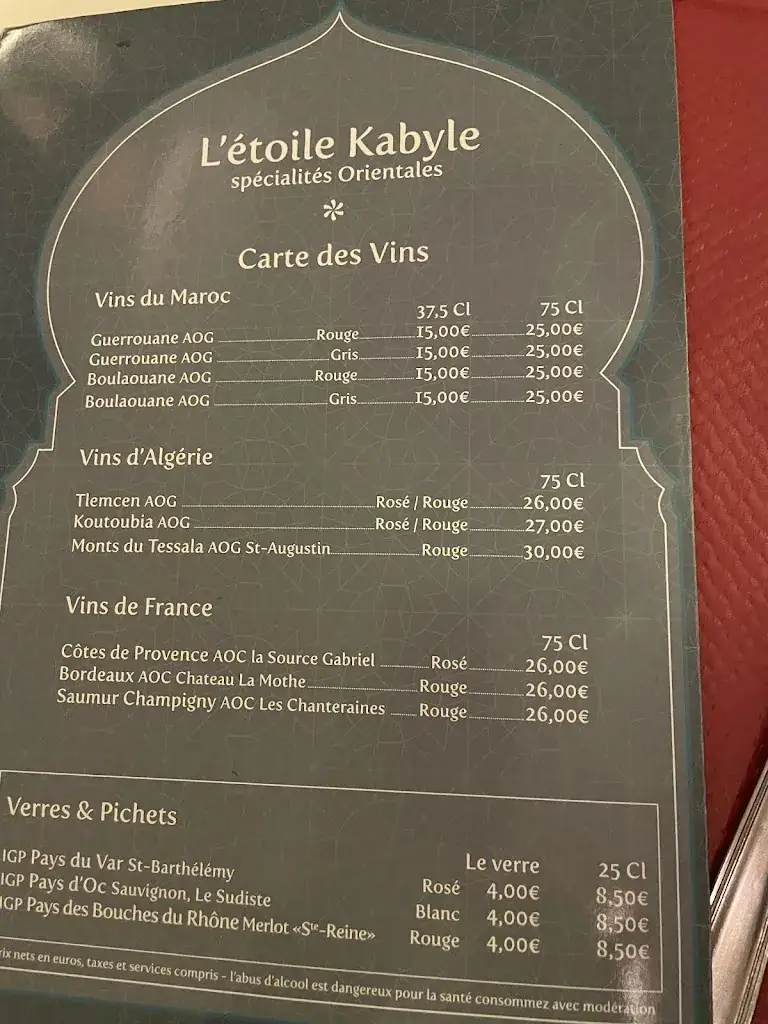 L'étoile Kabyle
spécialités Orientales
Carte des Vins
Vins du Maroc
37,5 Cl 75 Cl
Guerrouane AOG Rouge 15,00€ 25,00€
Guerrouane AOG Gris 15,00€ 25,00€
Boulaouane AOG Rouge 15,00€ 25,00€
Boulaouane AOG Gris 15,00€ 25,00€
Vins d'Algérie
75 Cl
Tlemcen AOG Rosé / Rouge 26,00€
Koutoubia AOG Rosé / Rouge 27,00€
Monts du Tessala AOG St-Augustin Rouge 30,00€
Vins de France
75 Cl
Côtes de Provence AOC la Source Gabriel Rosé 26,00€
Bordeaux AOC Chateau La Mothe Rouge 26,00€
Saumur Champigny AOC Les Chanteraines Rouge 26,00€
Verres & Pichets
Le verre 25 Cl
IGP Pays du Var St-Barthélémy Rosé 4,00€ 8,50€
IGP Pays d'Oc Sauvignon, Le Sudiste Blanc 4,00€ 8,50€
IGP Pays des Bouches du Rhône Merlot «Ste-Reine» Rouge 4,00€ 8,50€
rix nets en euros, taxes et services compris - l'abus d'alcool est dangereux pour la santé consommez avec modération